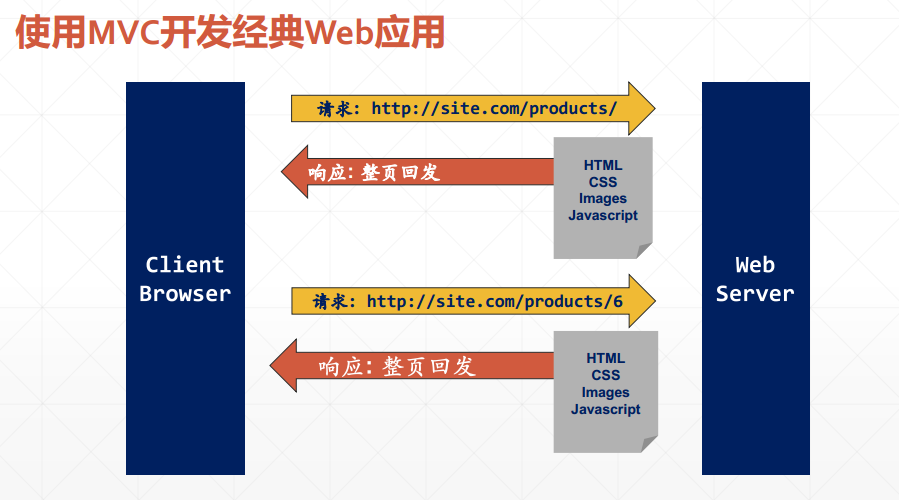 使用MVC开发经典Web应用
请求: http://site.com/products/
响应: 整页回发
HTML
CSS
Images
Javascript
Client
Browser
Web
Server
请求: http://site.com/products/6
响应: 整页回发
HTML
CSS
Images
Javascript